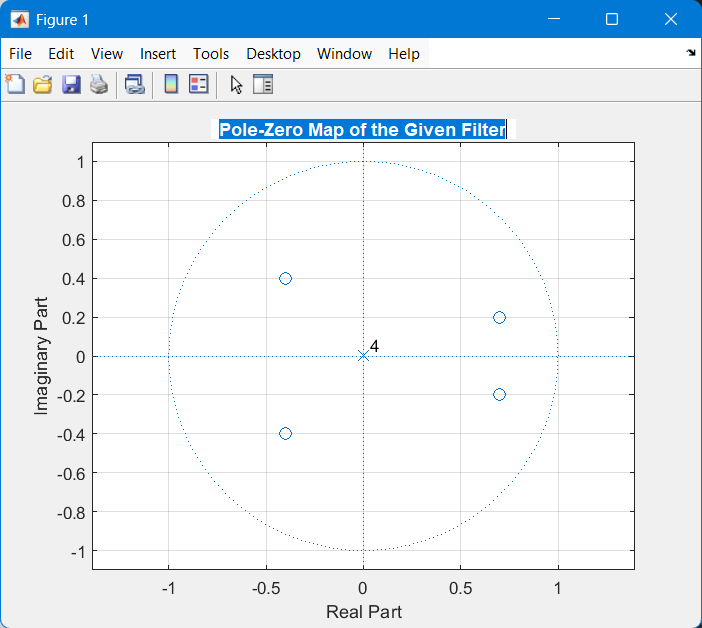 Figure 1
File Edit View Insert Tools Desktop Window Help
Pole-Zero Map of the Given Filter
1
0.8
0.6
0.4
0.2
0
-0.2
-0.4
-0.6
-0.8
-1
Imaginary Part
4
-1 -0.5 0 0.5 1
Real Part